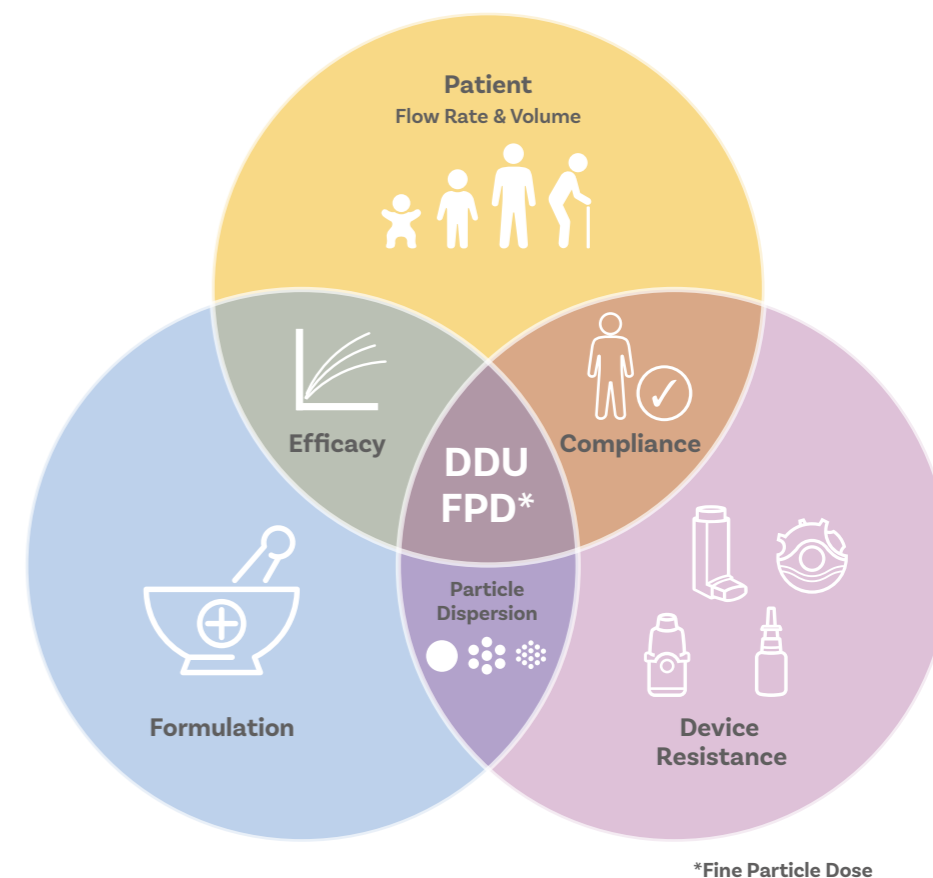 Patient
Flow Rate & Volume
Efficacy
Compliance
DDU
FPD*
Particle
Dispersion
Formulation
Device
Resistance
*Fine Particle Dose